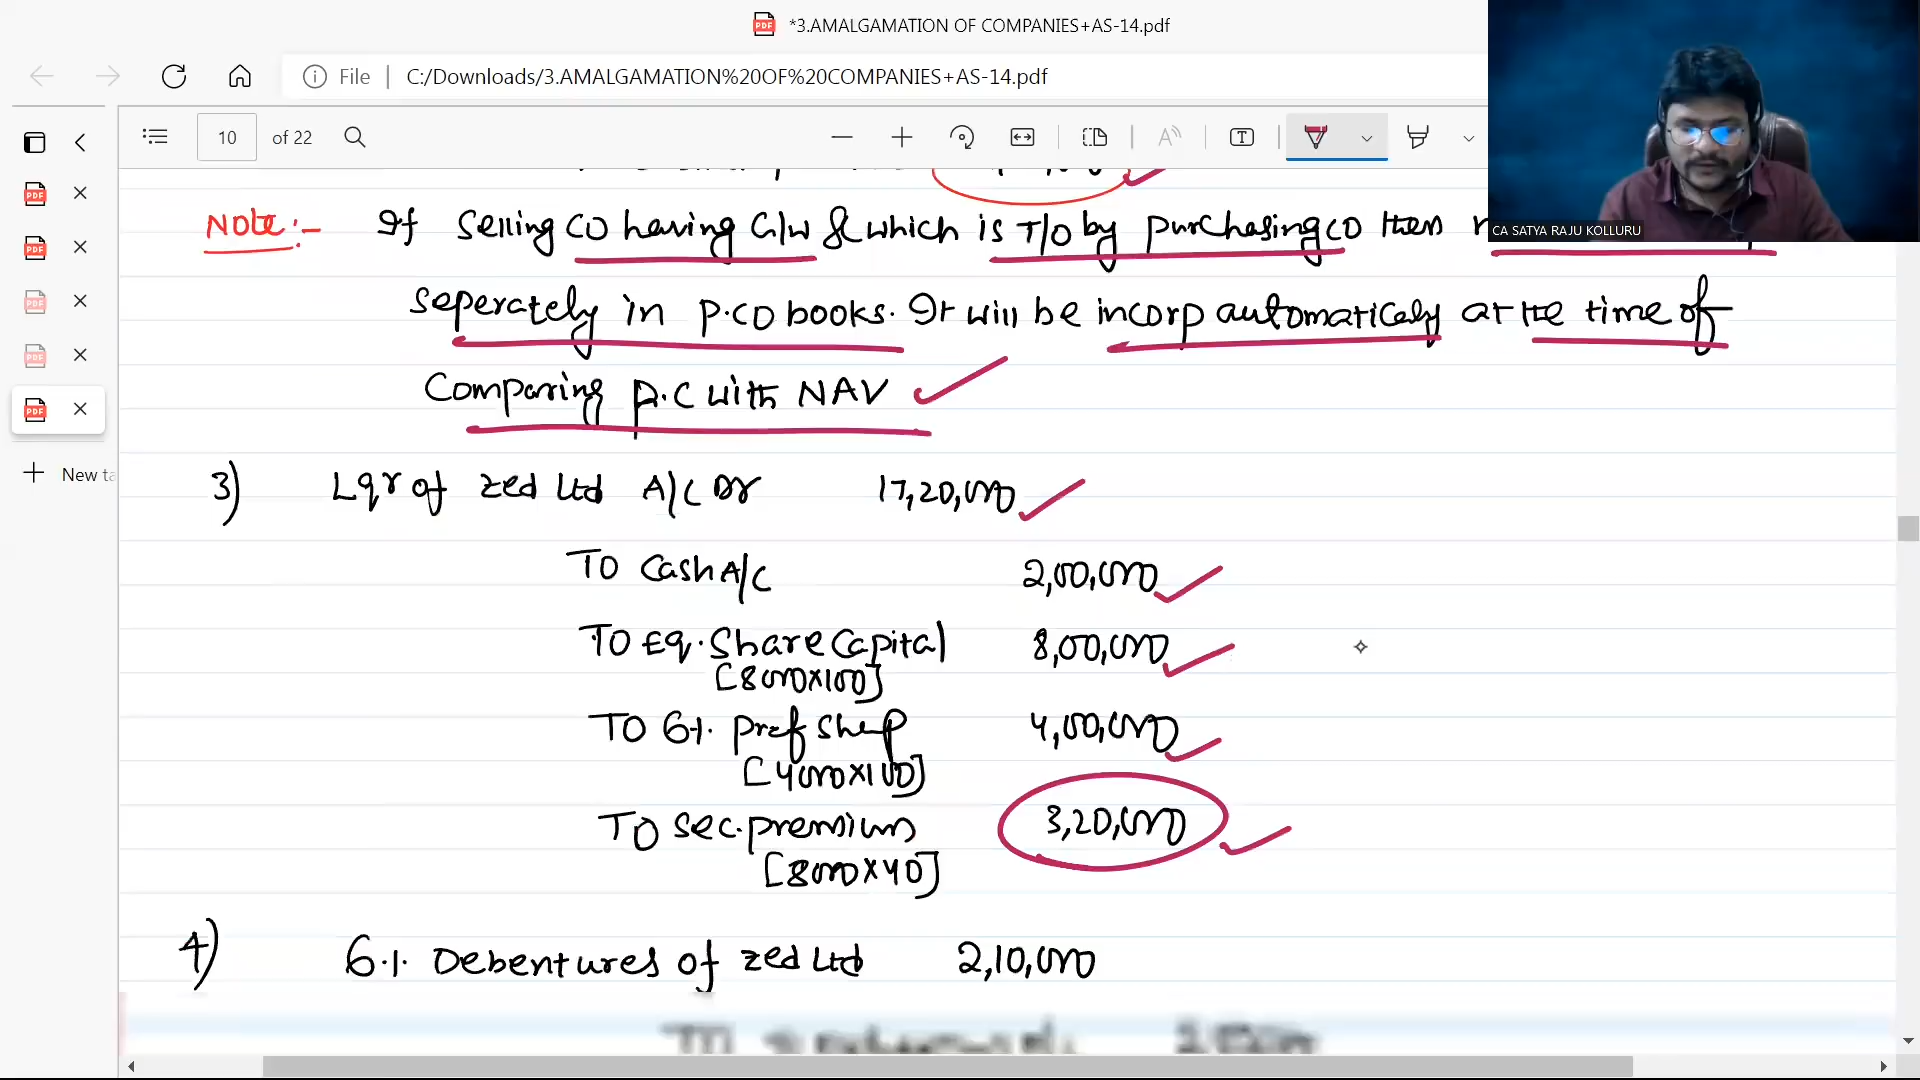 *3.AMALGAMATION OF COMPANIES+AS-14.pdf
File C:/Downloads/3.AMALGAMATION%20OF%20COMPANIES+AS-14.pdf
10 of 22
CA SATYA RAJU KOLLURU
Note:- If Selling CO having G/W & which is T/O by purchasing CO then
Seperately in P.CO books. It will be incorp automatically at the time of
Comparing P.C with NAV
New ta
3) Lqr of Zed Ltd A/C Dr 17,20,000
TO Cash A/C 2,00,000
TO Eq. Share Capital 8,00,000
[8000X100]
TO 6%. Pref Shcap 4,00,000
[4000X100]
TO Sec.premium 3,20,000
[8000X40]
4) 6%. Debentures of Zed Ltd 2,10,000